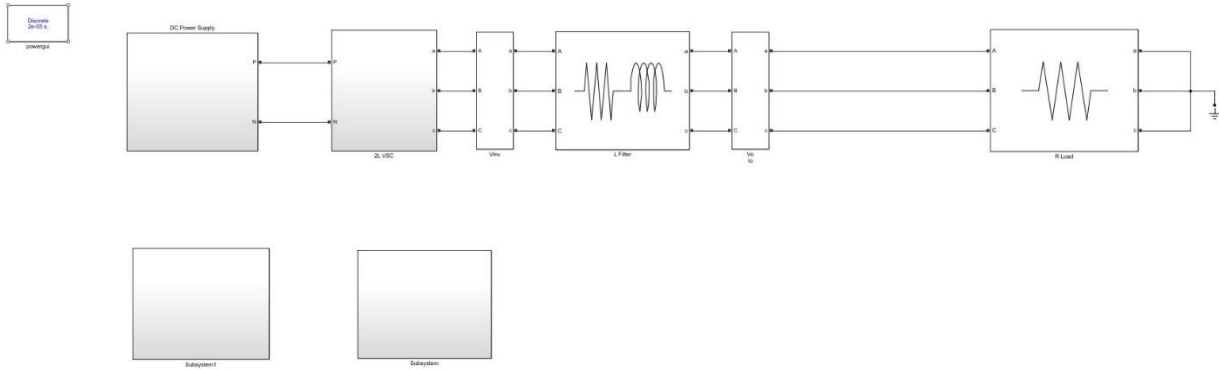 Discrete
2e-05 s.
powergui
DC Power Supply
P
N
P
N
a
b
c
2L VSC
A
B
C
a
b
c
Vinv
A
B
C
a
b
c
L Filter
A
B
C
a
b
c
Vo
Io
A
B
C
a
b
c
R Load
Subsystem1
Subsystem